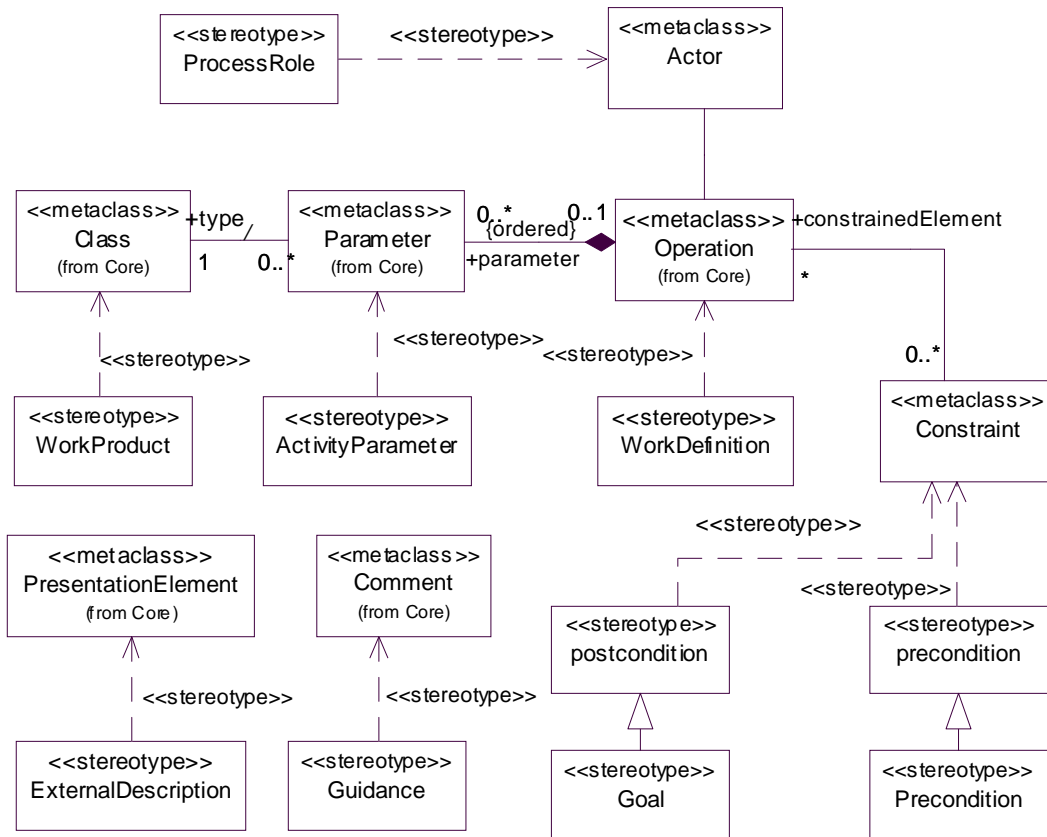 <<stereotype>>
ProcessRole
<<stereotype>>
<<metaclass>>
Actor
<<metaclass>>
Class
(from Core)
+type
/
1
0..*
<<metaclass>>
Parameter
(from Core)
0..*
{ordered}
+parameter
0..1
<<metaclass>>
Operation
(from Core)
+constrainedElement
*
0..*
<<stereotype>>
<<stereotype>>
<<stereotype>>
<<stereotype>>
WorkProduct
<<stereotype>>
ActivityParameter
<<stereotype>>
WorkDefinition
<<metaclass>>
Constraint
<<stereotype>>
<<stereotype>>
<<metaclass>>
PresentationElement
(from Core)
<<metaclass>>
Comment
(from Core)
<<stereotype>>
postcondition
<<stereotype>>
precondition
<<stereotype>>
<<stereotype>>
<<stereotype>>
ExternalDescription
<<stereotype>>
Guidance
<<stereotype>>
Goal
<<stereotype>>
Precondition